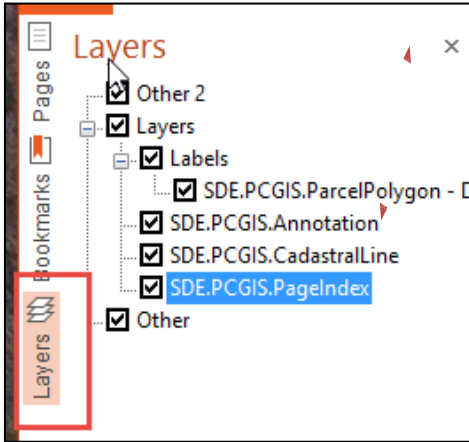 Layers
Pages
Bookmarks
Layers
Other 2
Layers
Labels
SDE.PCGIS.ParcelPolygon - D
SDE.PCGIS.Annotation
SDE.PCGIS.CadastralLine
SDE.PCGIS.PageIndex
Other